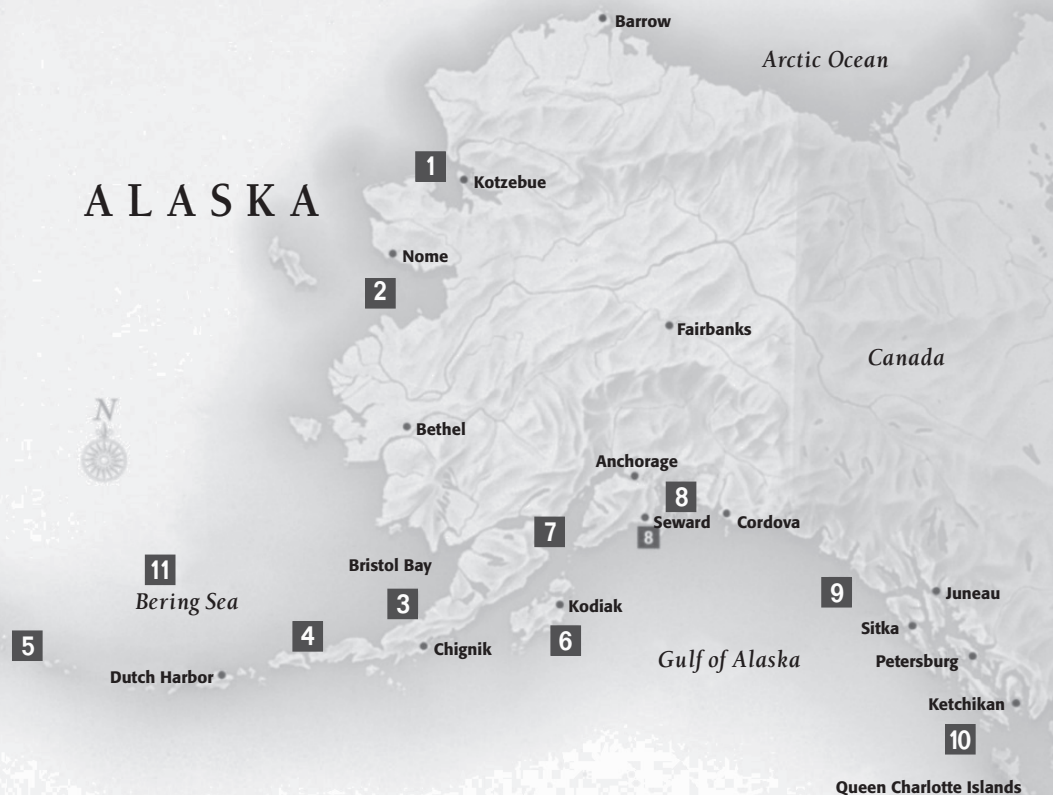 Barrow
Arctic Ocean
1
Kotzebue
ALASKA
Nome
2
Fairbanks
Canada
N
Bethel
Anchorage
8
7
Seward
Cordova
8
Bristol Bay
11
Bering Sea
3
9
Juneau
Kodiak
Sitka
5
4
Chignik
6
Gulf of Alaska
Petersburg
Dutch Harbor
Ketchikan
10
Queen Charlotte Islands